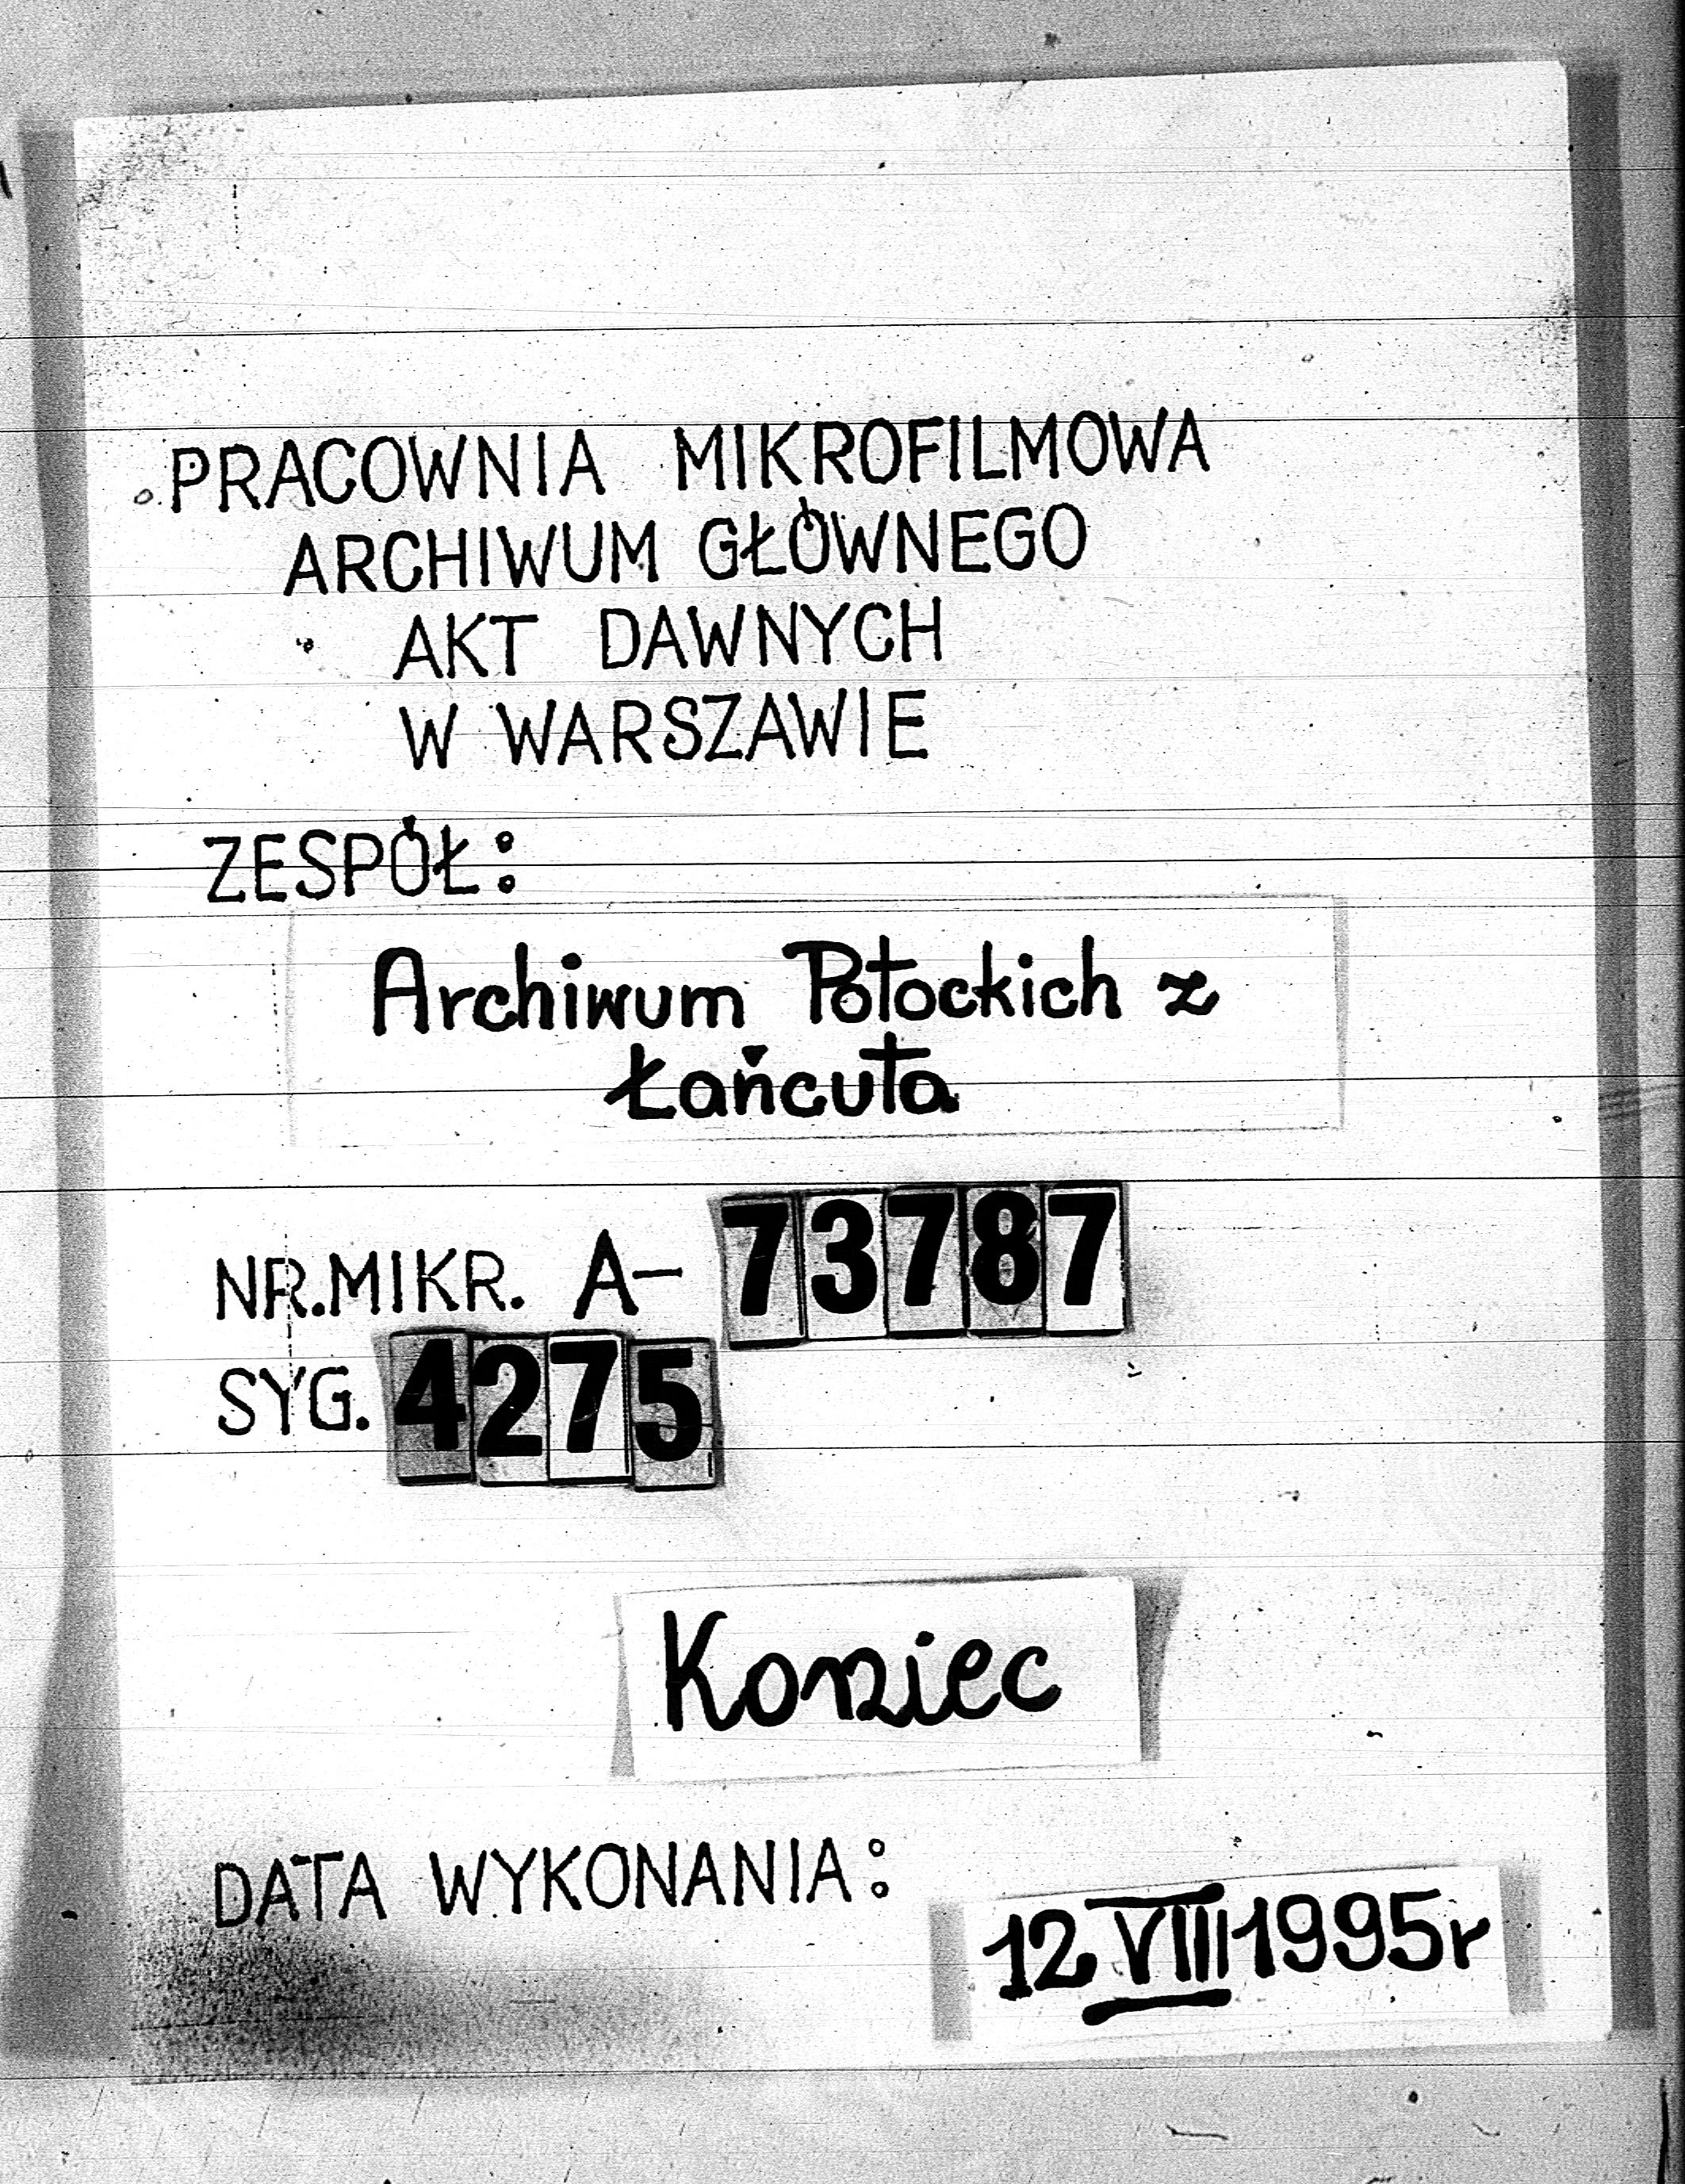 PRACOWNIA MIKROFILMOWA
ARCHIWUM GŁÓWNEGO
AKT DAWNYCH
W WARSZAWIE
ZESPÓŁ:
Archiwum Potockich z
Łańcuta
NR. MIKR. A- 73787
SYG. 4275
Koniec
DATA WYKONANIA:
12 VIII 1995r